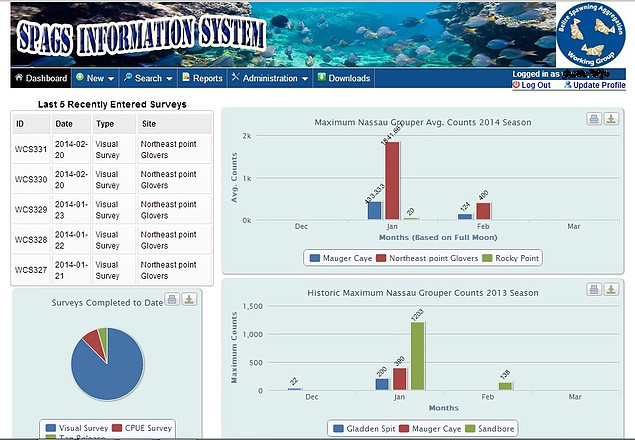 SPAGS INFORMATION SYSTEM
Belize Spawning Aggregation
Working Group
Dashboard New Search Reports Administration Downloads
Logged in as
Log Out Update Profile
Last 5 Recently Entered Surveys
ID Date Type Site
WCS331 2014-02-20 Visual Survey Northeast point Glovers
WCS330 2014-02-20 Visual Survey Northeast point Glovers
WCS329 2014-01-23 Visual Survey Northeast point Glovers
WCS328 2014-01-22 Visual Survey Northeast point Glovers
WCS327 2014-01-21 Visual Survey Northeast point Glovers
Surveys Completed to Date
Visual Survey CPUE Survey
Tag Release
Maximum Nassau Grouper Avg. Counts 2014 Season
Avg. Counts
2k
1k
0k
433.333 1841.667 20 124 400
Dec Jan Feb Mar
Months (Based on Full Moon)
Mauger Caye Northeast point Glovers Rocky Point
Historic Maximum Nassau Grouper Counts 2013 Season
Maximum Counts
1,500
1,000
500
0
22 200 390 1203 138
Dec Jan Feb Mar
Months
Gladden Spit Mauger Caye Sandbore